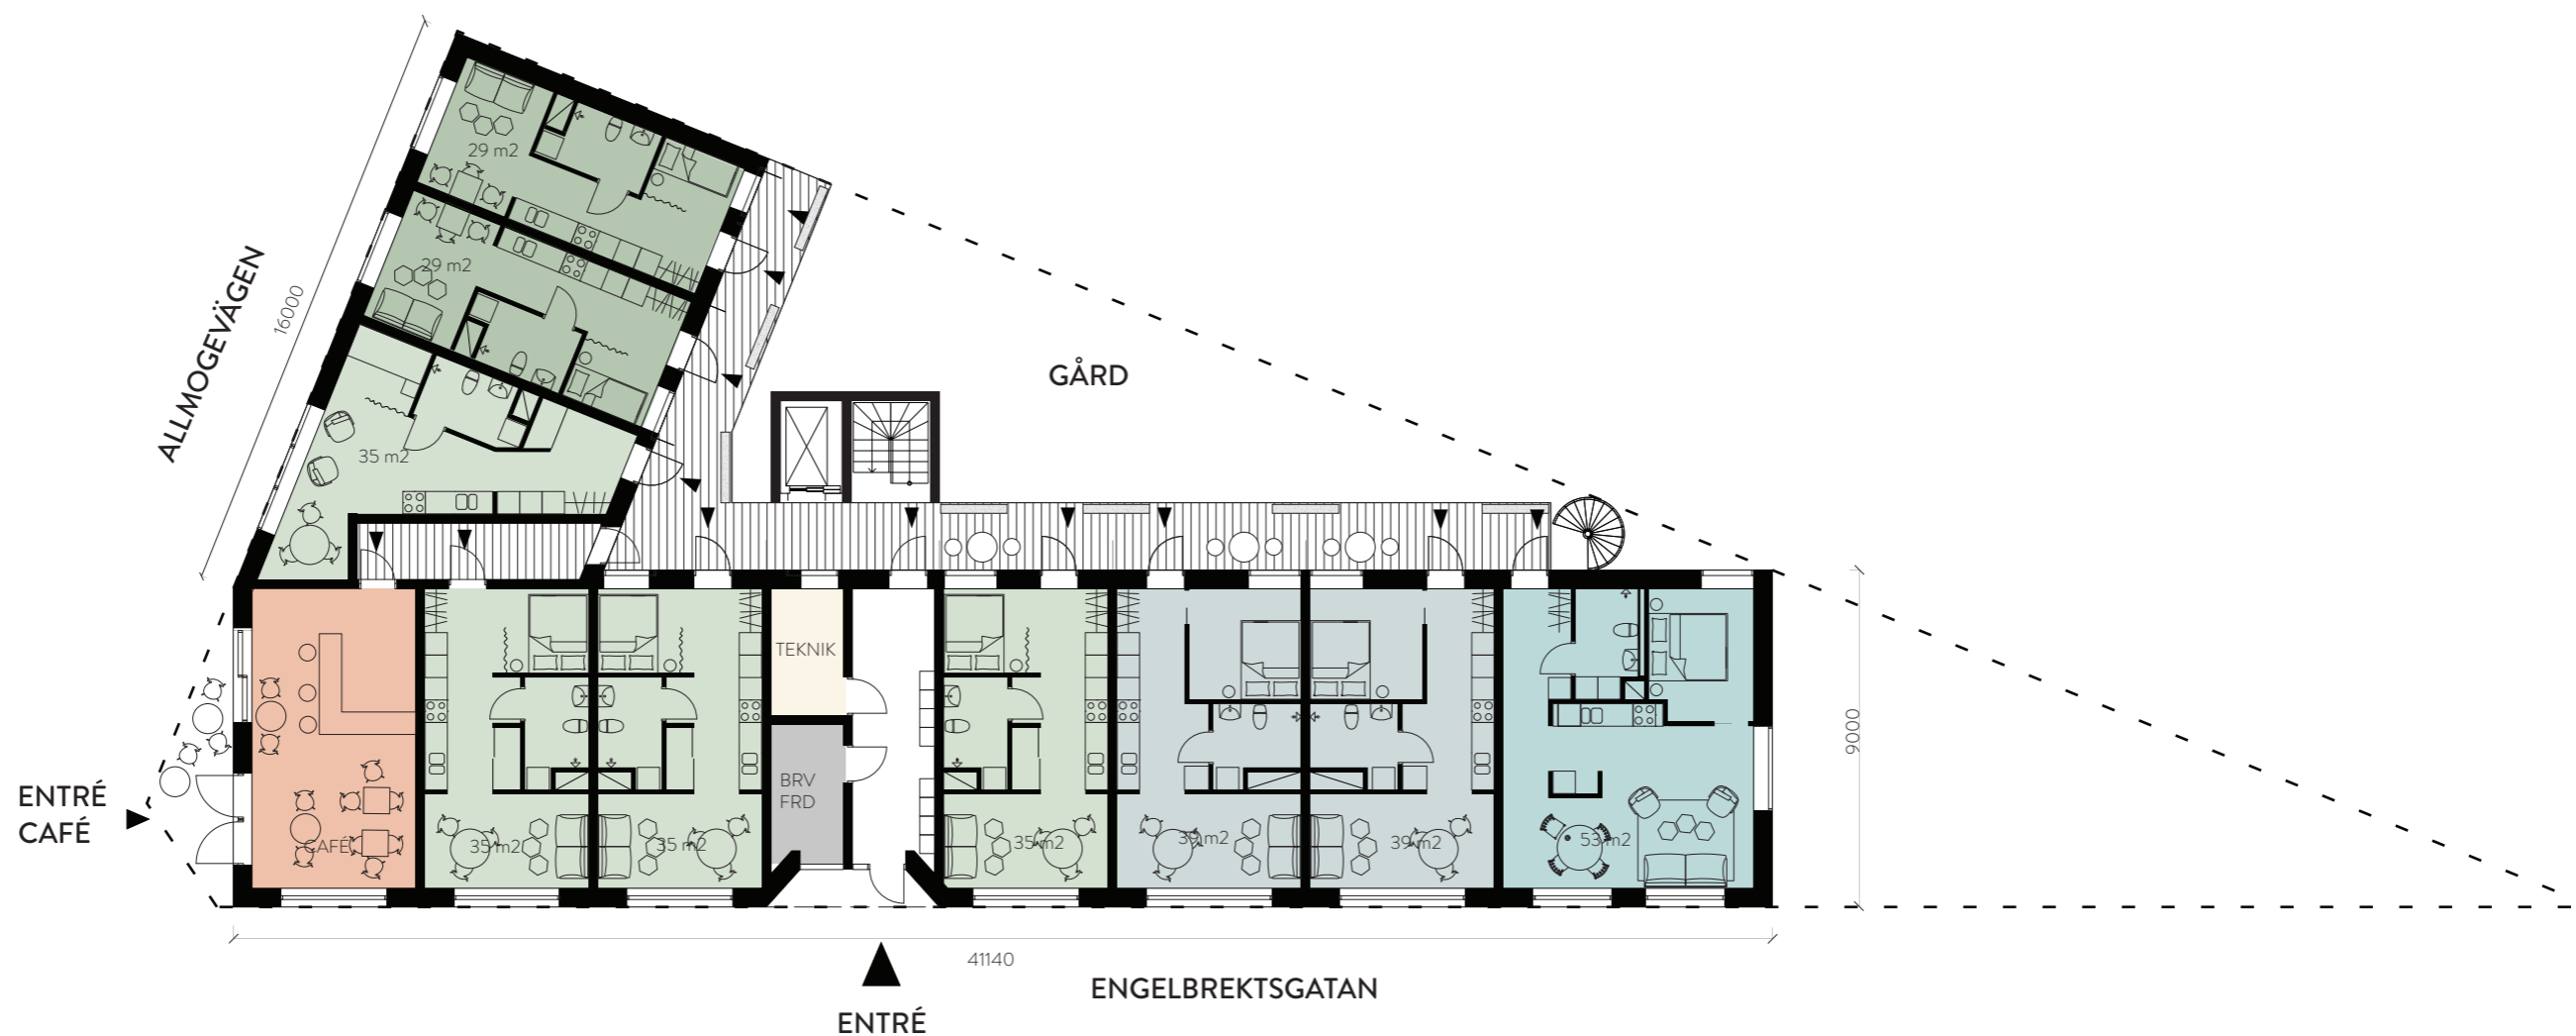 29 m2
29 m2
ALLMOGEVÄGEN
16000
35 m2
GÅRD
TEKNIK
BRV
FRD
9000
ENTRÉ
CAFÉ
CAFÉ
35 m2
35 m2
35 m2
39 m2
39 m2
53 m2
41140
ENGELBREKTSGATAN
ENTRÉ